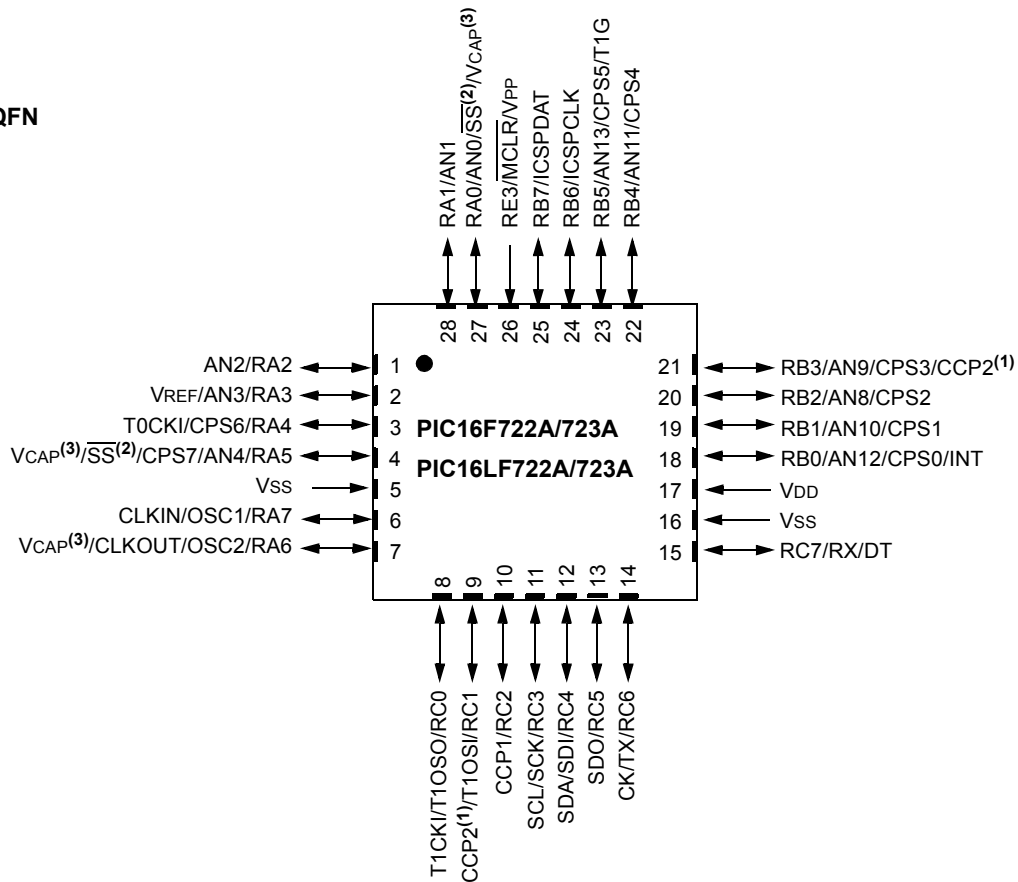 QFN
RA1/AN1
RA0/AN0/SS(2)/VCAP(3)
RE3/MCLR/VPP
RB7/ICSPDAT
RB6/ICSPCLK
RB5/AN13/CPS5/T1G
RB4/AN11/CPS4
28 27 26 25 24 23 22
AN2/RA2 1
VREF/AN3/RA3 2
T0CKI/CPS6/RA4 3
VCAP(3)/SS(2)/CPS7/AN4/RA5 4
VSS 5
CLKIN/OSC1/RA7 6
VCAP(3)/CLKOUT/OSC2/RA6 7
PIC16F722A/723A
PIC16LF722A/723A
21 RB3/AN9/CPS3/CCP2(1)
20 RB2/AN8/CPS2
19 RB1/AN10/CPS1
18 RB0/AN12/CPS0/INT
17 VDD
16 VSS
15 RC7/RX/DT
8 9 10 11 12 13 14
T1CKI/T1OSO/RC0
CCP2(1)/T1OSI/RC1
CCP1/RC2
SCL/SCK/RC3
SDA/SDI/RC4
SDO/RC5
CK/TX/RC6